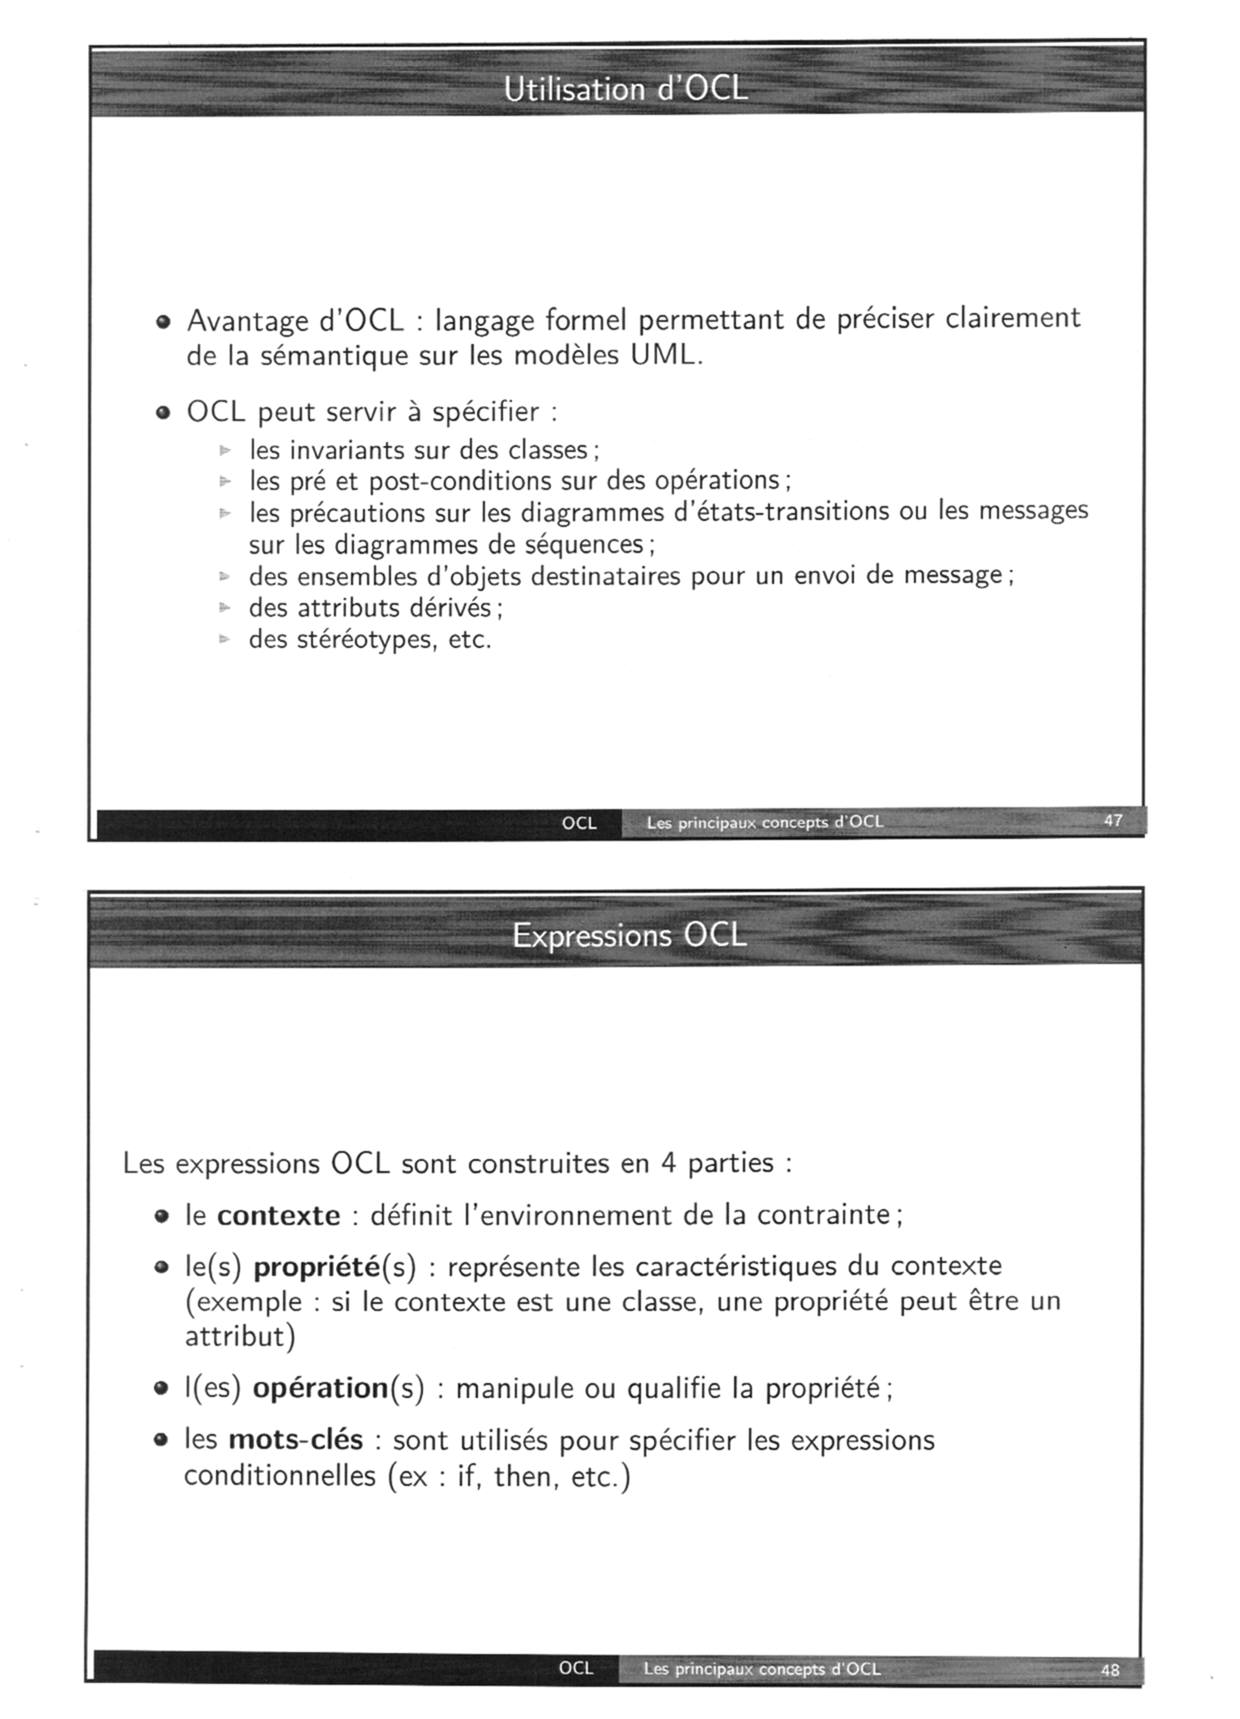 Utilisation d'OCL
Avantage d'OCL : langage formel permettant de préciser clairement
de la sémantique sur les modèles UML.
OCL peut servir à spécifier :
les invariants sur des classes ;
les pré et post-conditions sur des opérations ;
les précautions sur les diagrammes d'états-transitions ou les messages
sur les diagrammes de séquences ;
des ensembles d'objets destinataires pour un envoi de message ;
des attributs dérivés ;
des stéréotypes, etc.
OCL Les principaux concepts d'OCL 47
Expressions OCL
Les expressions OCL sont construites en 4 parties :
le contexte : définit l'environnement de la contrainte ;
le(s) propriété(s) : représente les caractéristiques du contexte
(exemple : si le contexte est une classe, une propriété peut être un
attribut)
l(es) opération(s) : manipule ou qualifie la propriété ;
les mots-clés : sont utilisés pour spécifier les expressions
conditionnelles (ex : if, then, etc.)
OCL Les principaux concepts d'OCL 48